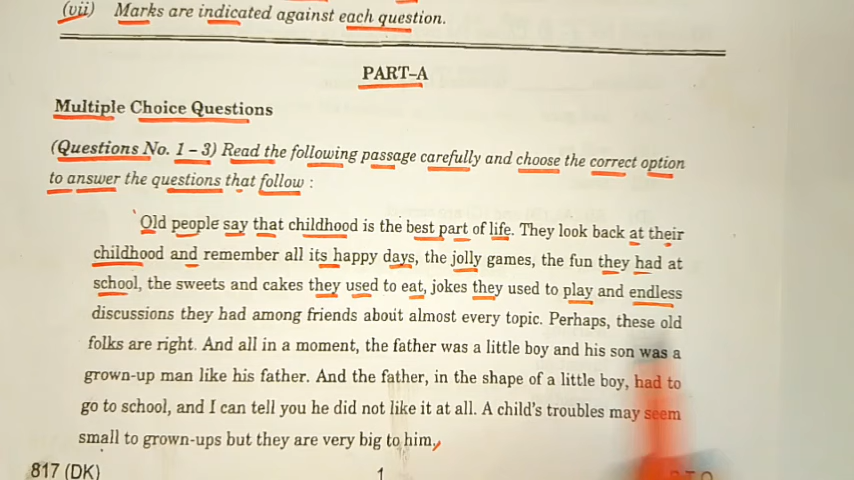 (vii) Marks are indicated against each question.
PART–A
Multiple Choice Questions
(Questions No. 1 – 3) Read the following passage carefully and choose the correct option
to answer the questions that follow :
Old people say that childhood is the best part of life. They look back at their
childhood and remember all its happy days, the jolly games, the fun they had at
school, the sweets and cakes they used to eat, jokes they used to play and endless
discussions they had among friends about almost every topic. Perhaps, these old
folks are right. And all in a moment, the father was a little boy and his son was a
grown-up man like his father. And the father, in the shape of a little boy, had to
go to school, and I can tell you he did not like it at all. A child's troubles may seem
small to grown-ups but they are very big to him.
817 (DK)
1